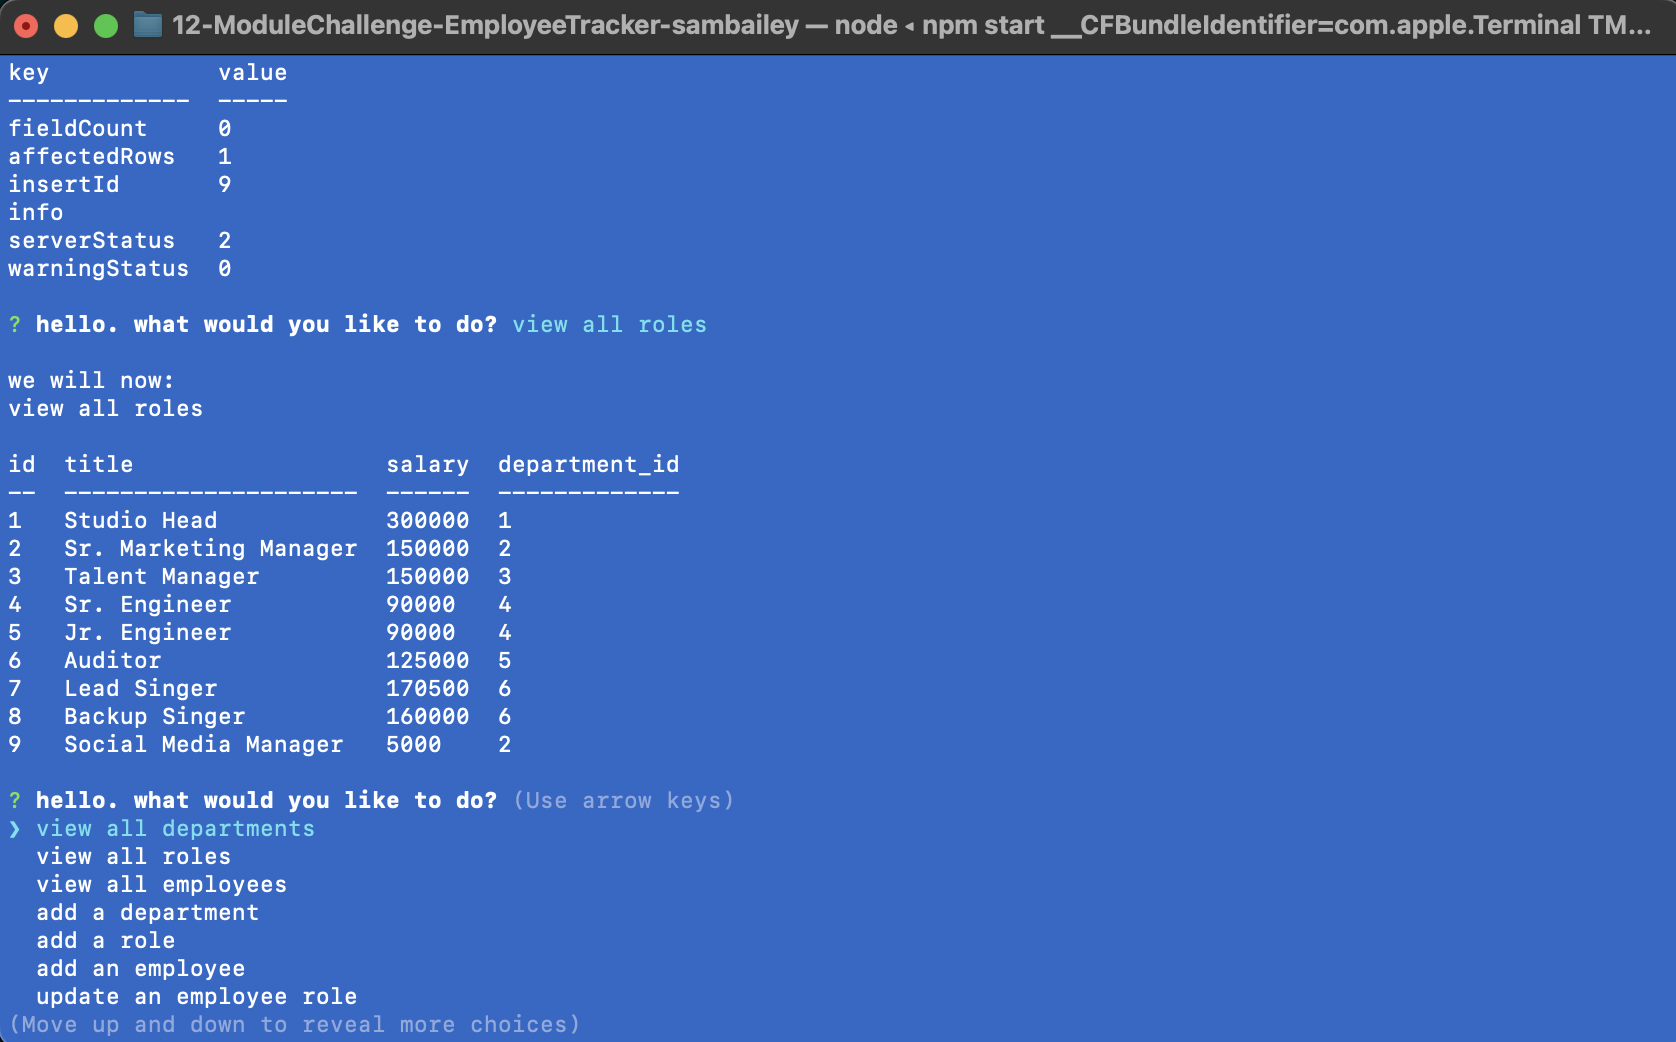 12-ModuleChallenge-EmployeeTracker-sambailey — node ◂ npm start __CFBundleIdentifier=com.apple.Terminal TM...
key value
------------- -----
fieldCount 0
affectedRows 1
insertId 9
info
serverStatus 2
warningStatus 0
? hello. what would you like to do? view all roles
we will now:
view all roles
id title salary department_id
-- --------------------- ------ -------------
1 Studio Head 300000 1
2 Sr. Marketing Manager 150000 2
3 Talent Manager 150000 3
4 Sr. Engineer 90000 4
5 Jr. Engineer 90000 4
6 Auditor 125000 5
7 Lead Singer 170500 6
8 Backup Singer 160000 6
9 Social Media Manager 5000 2
? hello. what would you like to do? (Use arrow keys)
❯ view all departments
view all roles
view all employees
add a department
add a role
add an employee
update an employee role
(Move up and down to reveal more choices)